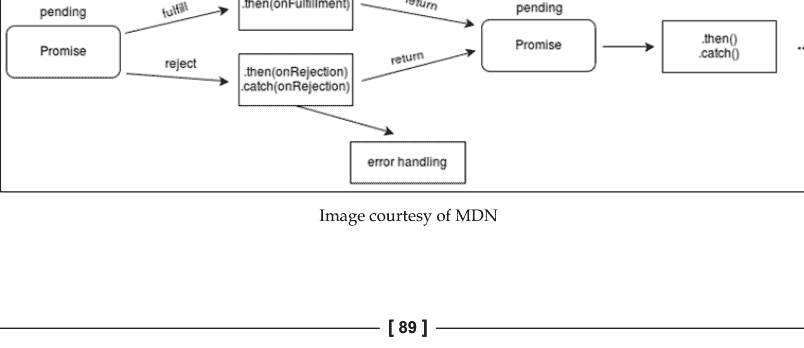 pending
fulfill
.then(onFulfillment)
return
pending
Promise
reject
.then(onRejection)
.catch(onRejection)
return
Promise
.then()
.catch()
..
error handling
Image courtesy of MDN
[ 89 ]